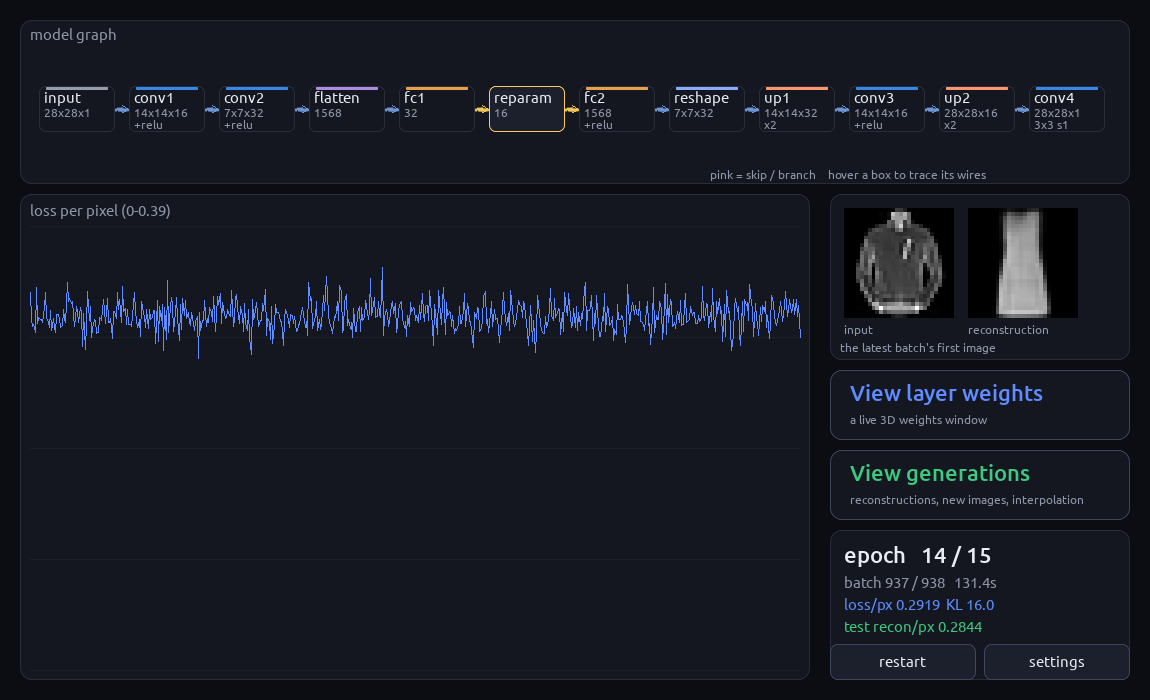 model graph
input
28x28x1
conv1
14x14x16
+relu
conv2
7x7x32
+relu
flatten
1568
fc1
32
reparam
16
fc2
1568
+relu
reshape
7x7x32
up1
14x14x32
x2
conv3
14x14x16
+relu
up2
28x28x16
x2
conv4
28x28x1
3x3 s1
pink = skip / branch hover a box to trace its wires
loss per pixel (0-0.39)
input
reconstruction
the latest batch's first image
View layer weights
a live 3D weights window
View generations
reconstructions, new images, interpolation
epoch 14 / 15
batch 937 / 938 131.4s
loss/px 0.2919 KL 16.0
test recon/px 0.2844
restart
settings